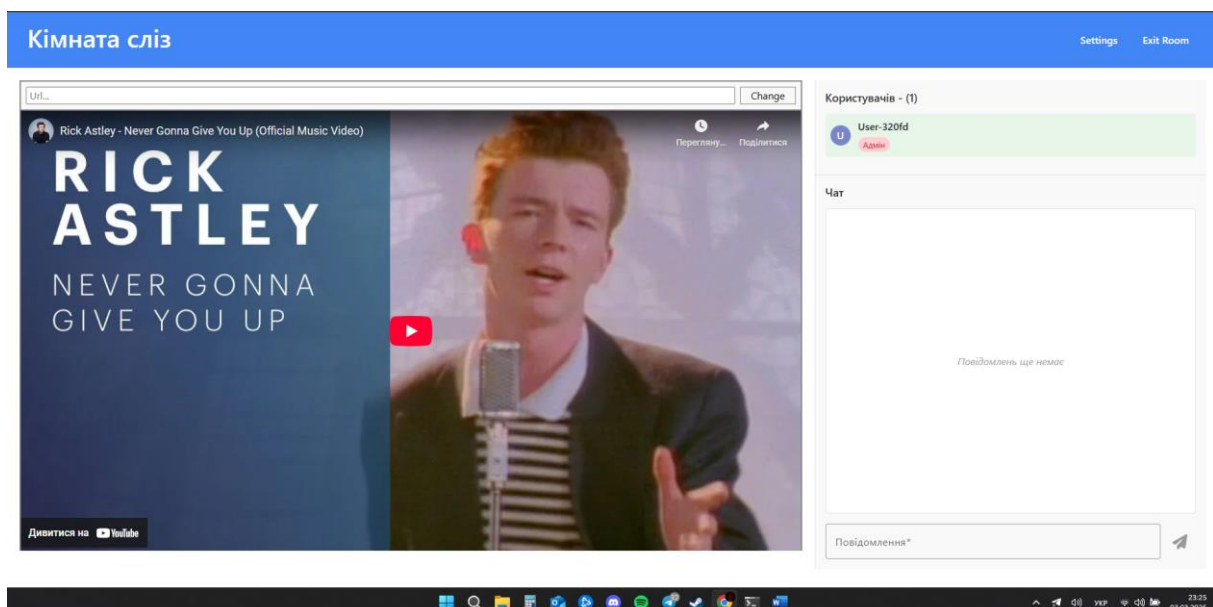 Кімната сліз
Settings Exit Room
Url...
Change
Rick Astley - Never Gonna Give You Up (Official Music Video)
Перегляну... Поділитися
RICK
ASTLEY
NEVER GONNA
GIVE YOU UP
Дивитися на YouTube
Користувачів - (1)
U
User-320fd
Адмін
Чат
Повідомлень ще немає
Повідомлення*
УКР
23:25